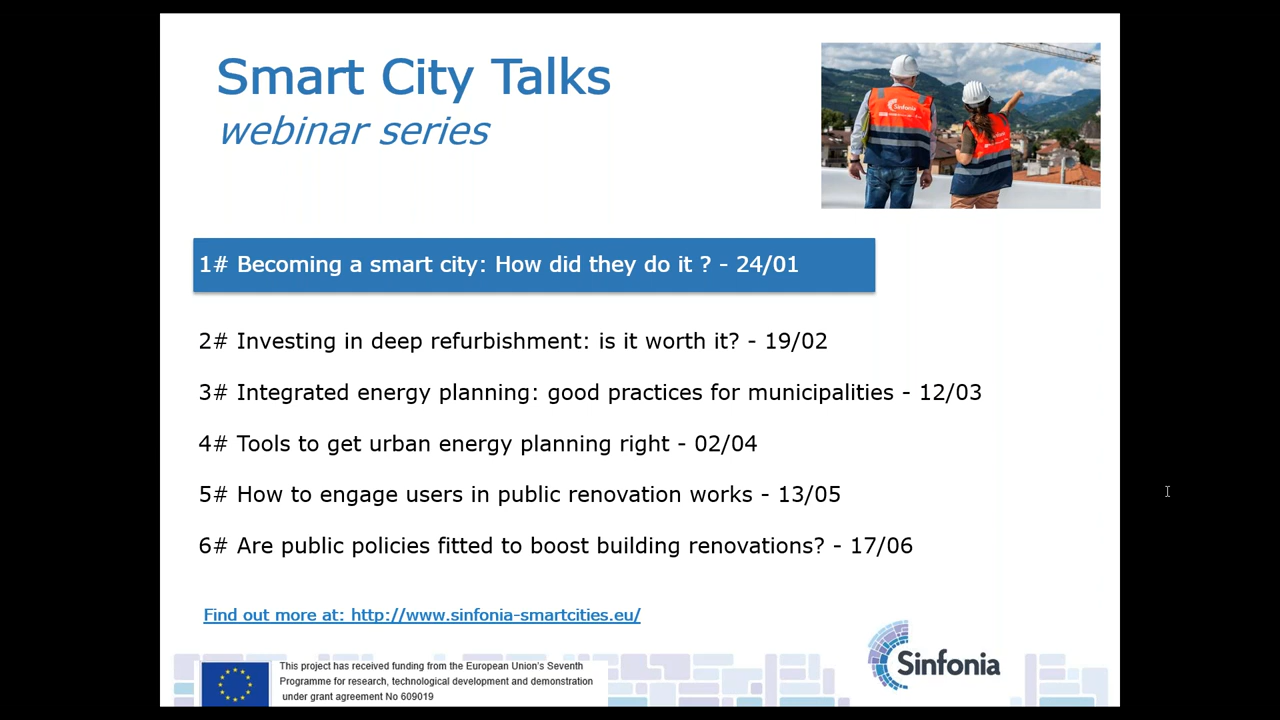 Smart City Talks
webinar series
Sinfonia
1# Becoming a smart city: How did they do it ? - 24/01
2# Investing in deep refurbishment: is it worth it? - 19/02
3# Integrated energy planning: good practices for municipalities - 12/03
4# Tools to get urban energy planning right - 02/04
5# How to engage users in public renovation works - 13/05
6# Are public policies fitted to boost building renovations? - 17/06
Find out more at: http://www.sinfonia-smartcities.eu/
This project has received funding from the European Union's Seventh
Programme for research, technological development and demonstration
under grant agreement No 609019
Sinfonia